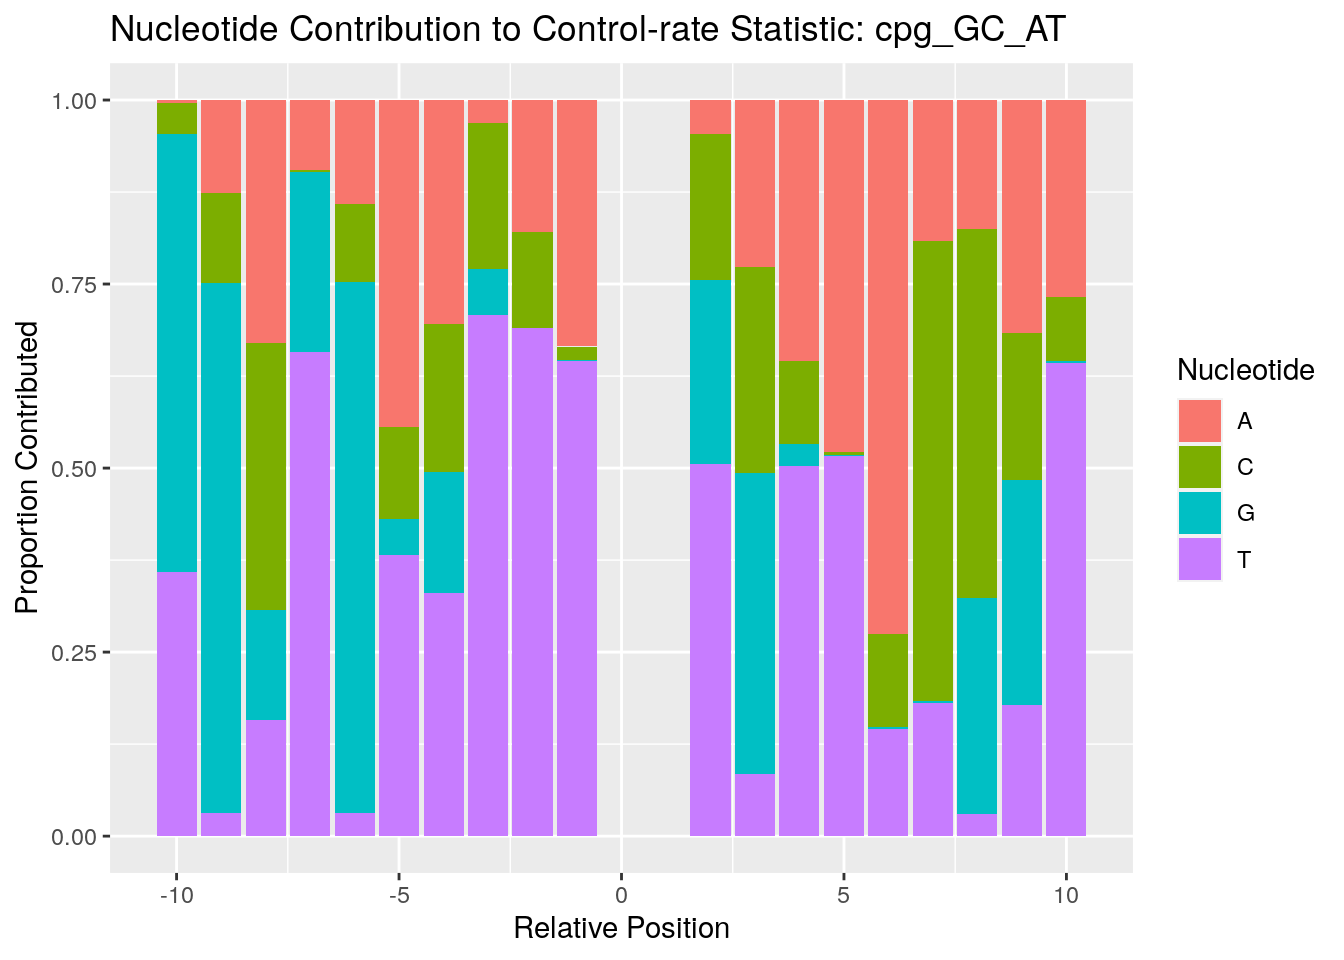 Nucleotide Contribution to Control-rate Statistic: cpg_GC_AT
Proportion Contributed
1.00
0.75
0.50
0.25
0.00
-10
-5
0
5
10
Relative Position
Nucleotide
A
C
G
T